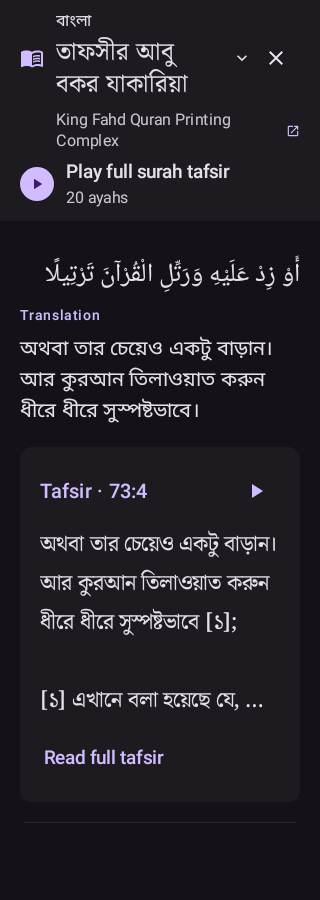 বাংলা
তাফসীর আবু
বকর যাকারিয়া
King Fahd Quran Printing
Complex
Play full surah tafsir
20 ayahs
أَوْ زِدْ عَلَيْهِ وَرَتِّلِ الْقُرْآنَ تَرْتِيلًا
Translation
অথবা তার চেয়েও একটু বাড়ান।
আর কুরআন তিলাওয়াত করুন
ধীরে ধীরে সুস্পষ্টভাবে।
Tafsir · 73:4
অথবা তার চেয়েও একটু বাড়ান।
আর কুরআন তিলাওয়াত করুন
ধীরে ধীরে সুস্পষ্টভাবে [১];
[১] এখানে বলা হয়েছে যে, ...
Read full tafsir